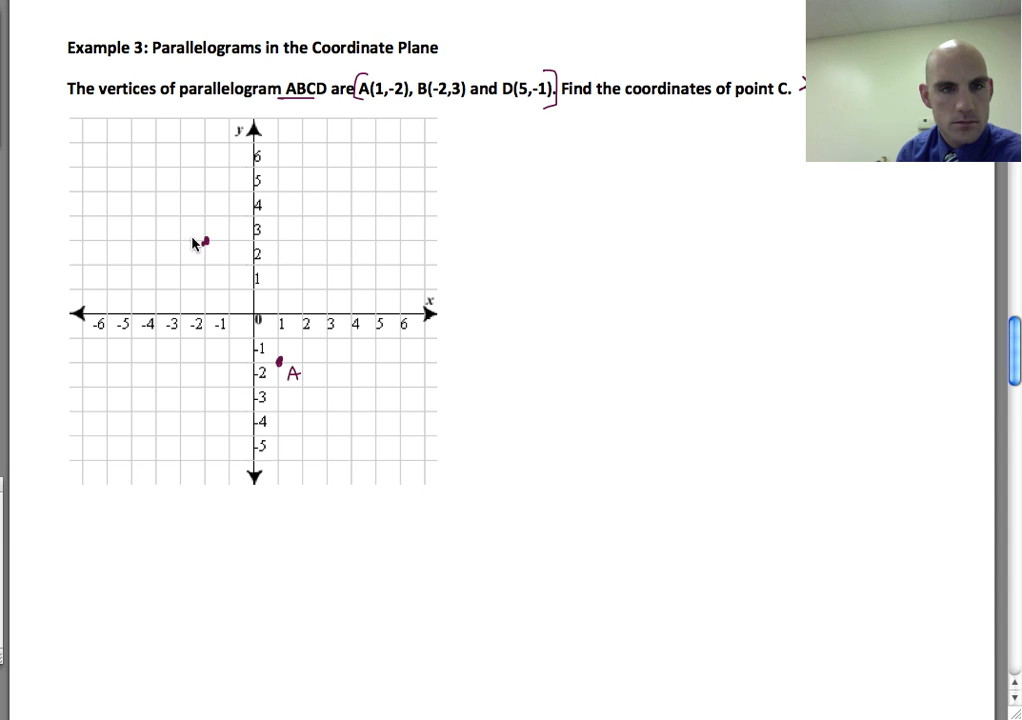 Example 3: Parallelograms in the Coordinate Plane
The vertices of parallelogram ABCD are A(1,-2), B(-2,3) and D(5,-1). Find the coordinates of point C.
y
6
5
4
3
2
1
x
-6 -5 -4 -3 -2 -1 0 1 2 3 4 5 6
-1
-2 A
-3
-4
-5